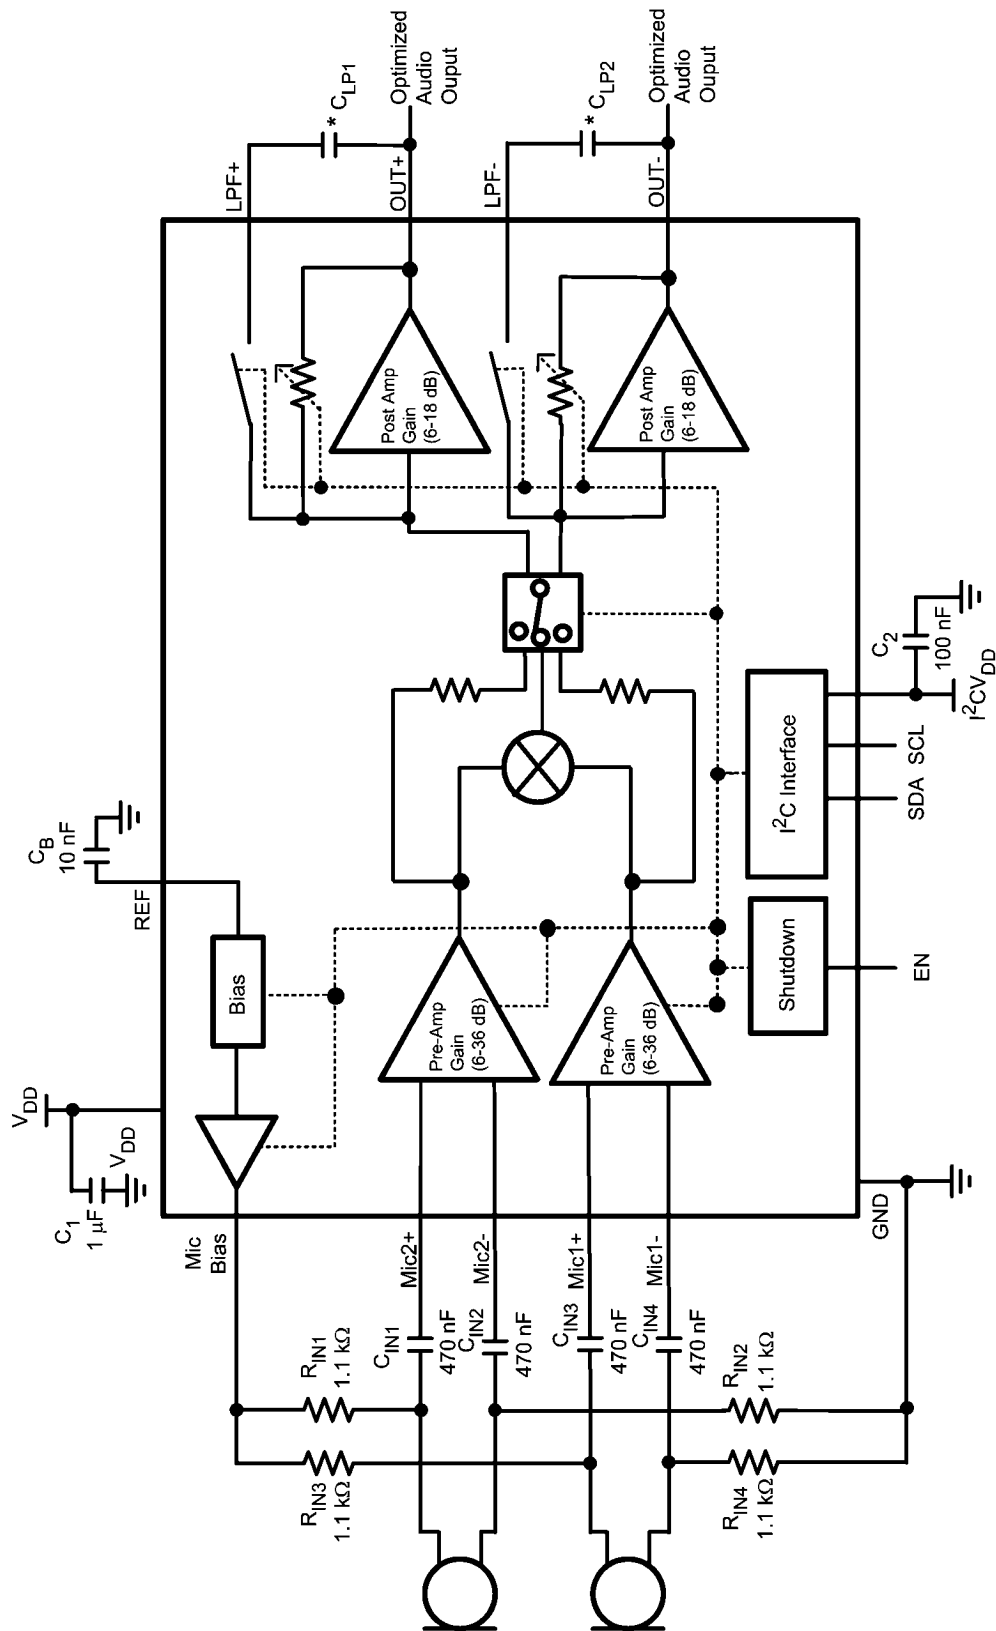 V_DD
C_1
1 µF
V_DD
REF
C_B
10 nF
LPF+
* C_LP1
OUT+
Optimized
Audio
Ouput
LPF-
* C_LP2
OUT-
Optimized
Audio
Ouput
Mic
Bias
Bias
R_IN1
1.1 kΩ
R_IN3
1.1 kΩ
C_IN1
470 nF
Mic2+
C_IN2
470 nF
Mic2-
C_IN3
470 nF
Mic1+
C_IN4
470 nF
Mic1-
R_IN2
1.1 kΩ
R_IN4
1.1 kΩ
Pre-Amp
Gain
(6-36 dB)
Pre-Amp
Gain
(6-36 dB)
Post Amp
Gain
(6-18 dB)
Post Amp
Gain
(6-18 dB)
Shutdown
I²C Interface
GND
EN
SDA
SCL
I²CV_DD
C_2
100 nF